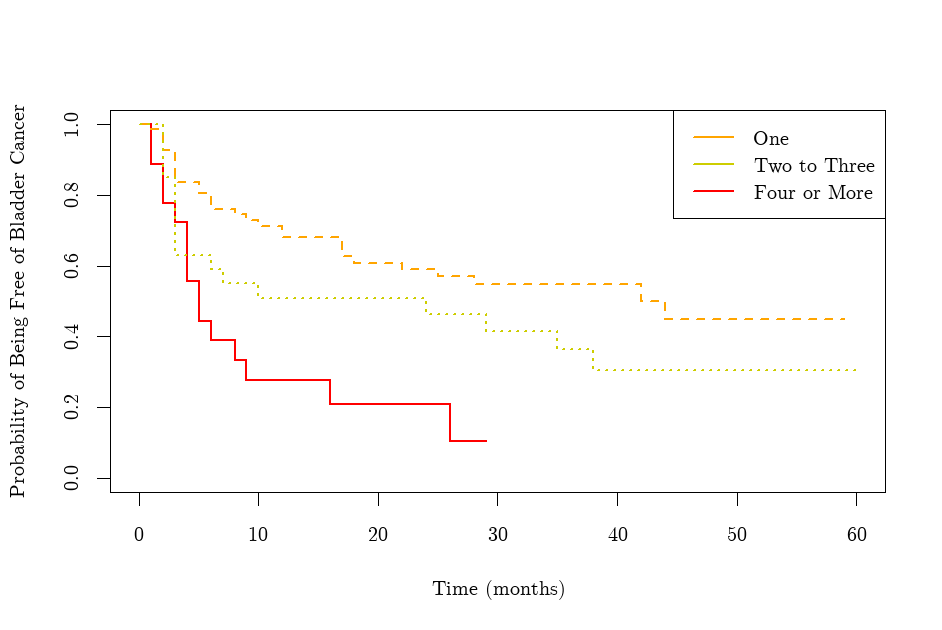 Probability of Being Free of Bladder Cancer
1.0
0.8
0.6
0.4
0.2
0.0
One
Two to Three
Four or More
0 10 20 30 40 50 60
Time (months)